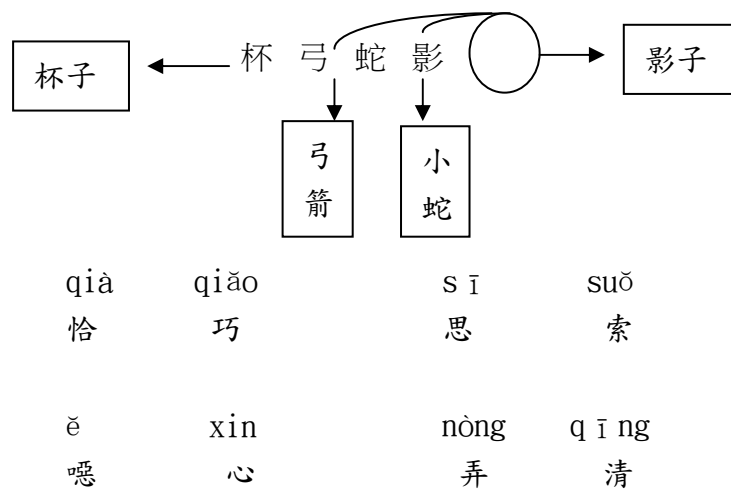 杯子
杯 弓 蛇 影
影子
弓箭
小蛇
qià qiǎo sī suǒ
恰 巧 思 索
ě xin nòng qīng
噁 心 弄 清